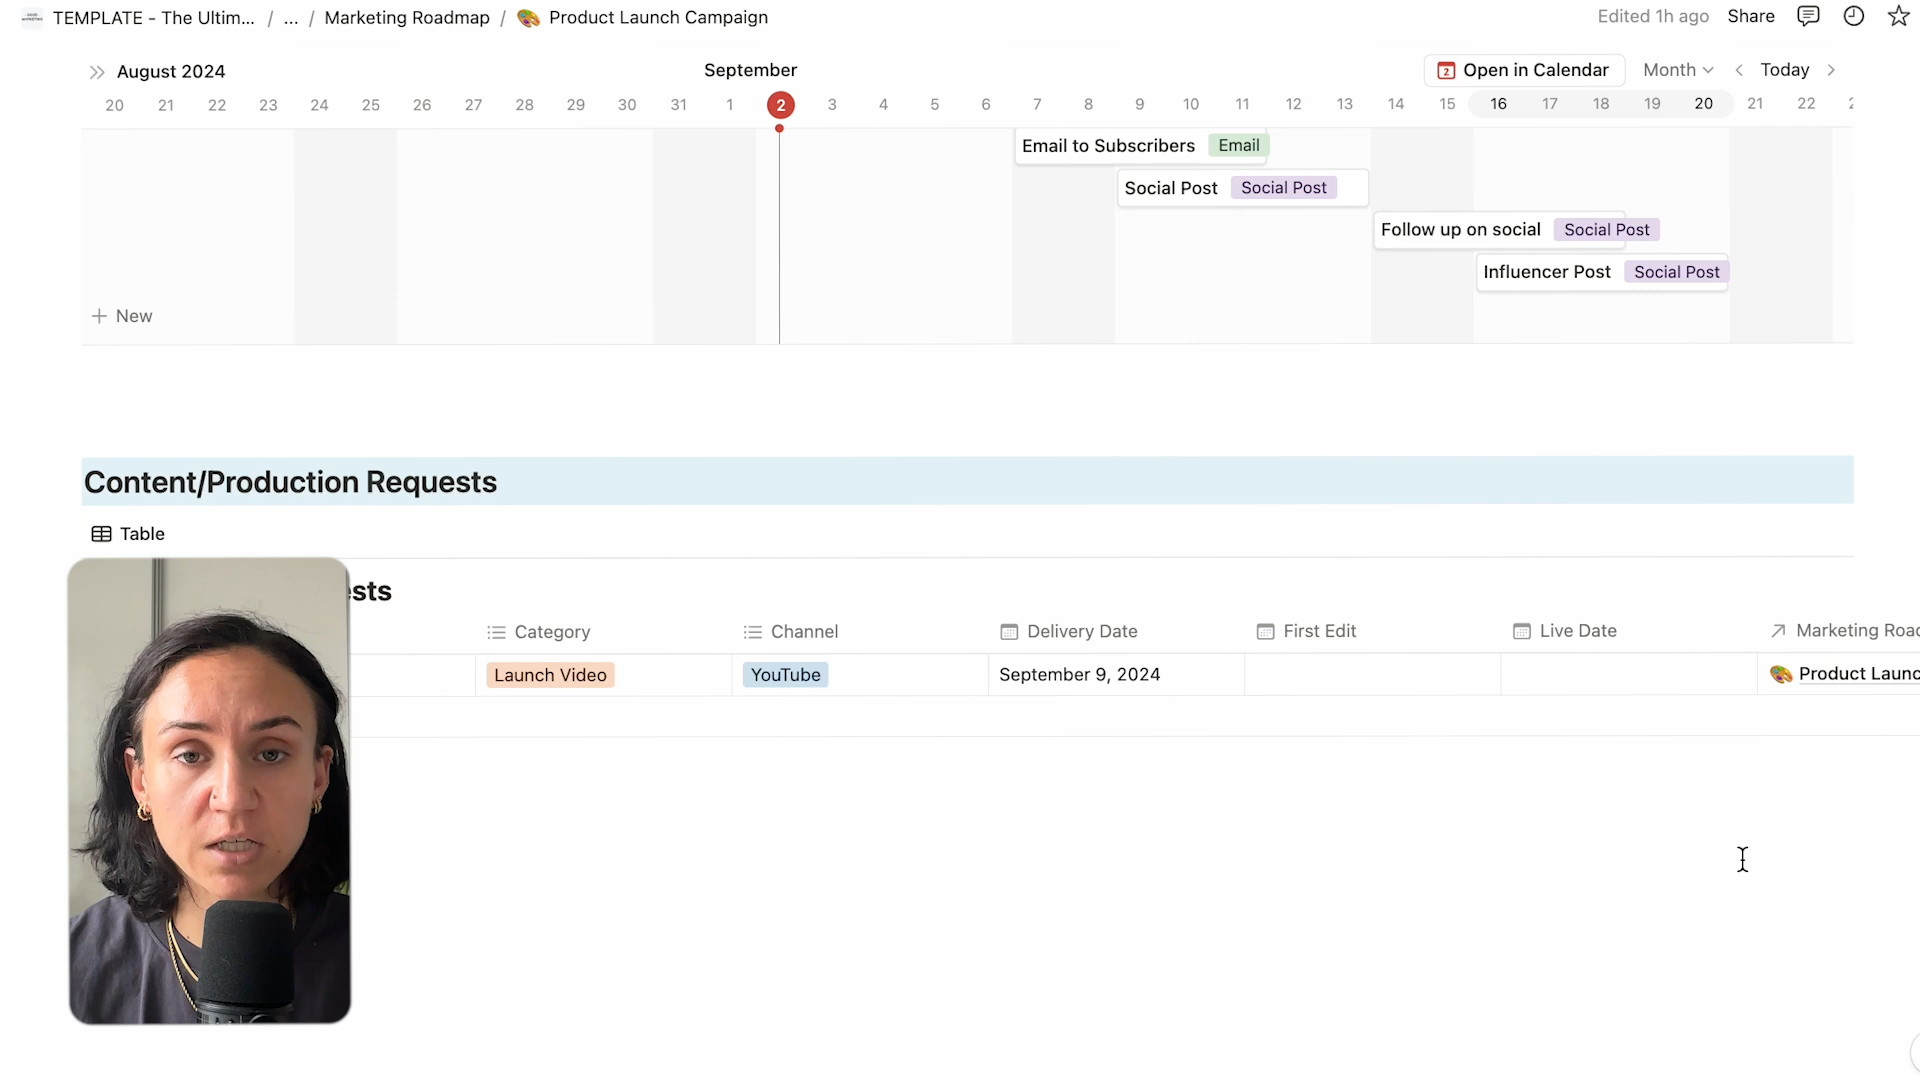 TEMPLATE - The Ultim... / ... / Marketing Roadmap / Product Launch Campaign Edited 1h ago Share
August 2024 September Open in Calendar Month Today
20 21 22 23 24 25 26 27 28 29 30 31 1 2 3 4 5 6 7 8 9 10 11 12 13 14 15 16 17 18 19 20 21 22
Email to Subscribers Email
Social Post Social Post
Follow up on social Social Post
Influencer Post Social Post
+ New
Content/Production Requests
Table
ests
Category Channel Delivery Date First Edit Live Date Marketing Roa
Launch Video YouTube September 9, 2024 Product Launc